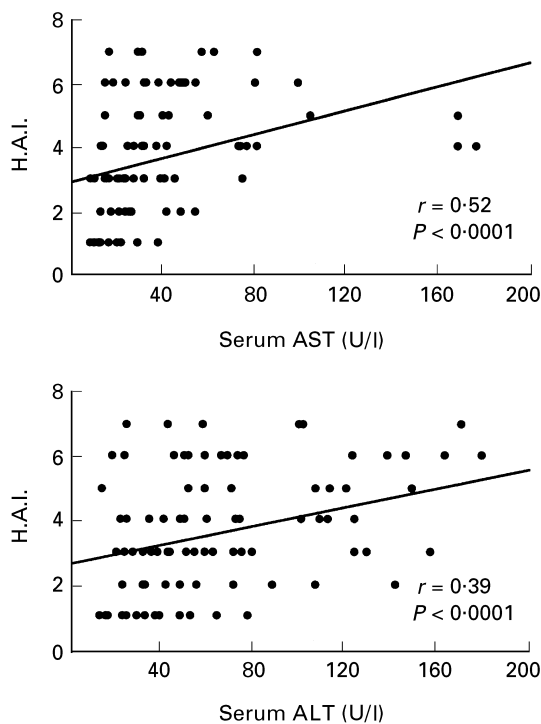 8
6
4
2
0
H.A.I.
40
80
120
160
200
r = 0·52
P < 0·0001
Serum AST (U/l)
8
6
4
2
0
H.A.I.
40
80
120
160
200
r = 0·39
P < 0·0001
Serum ALT (U/l)